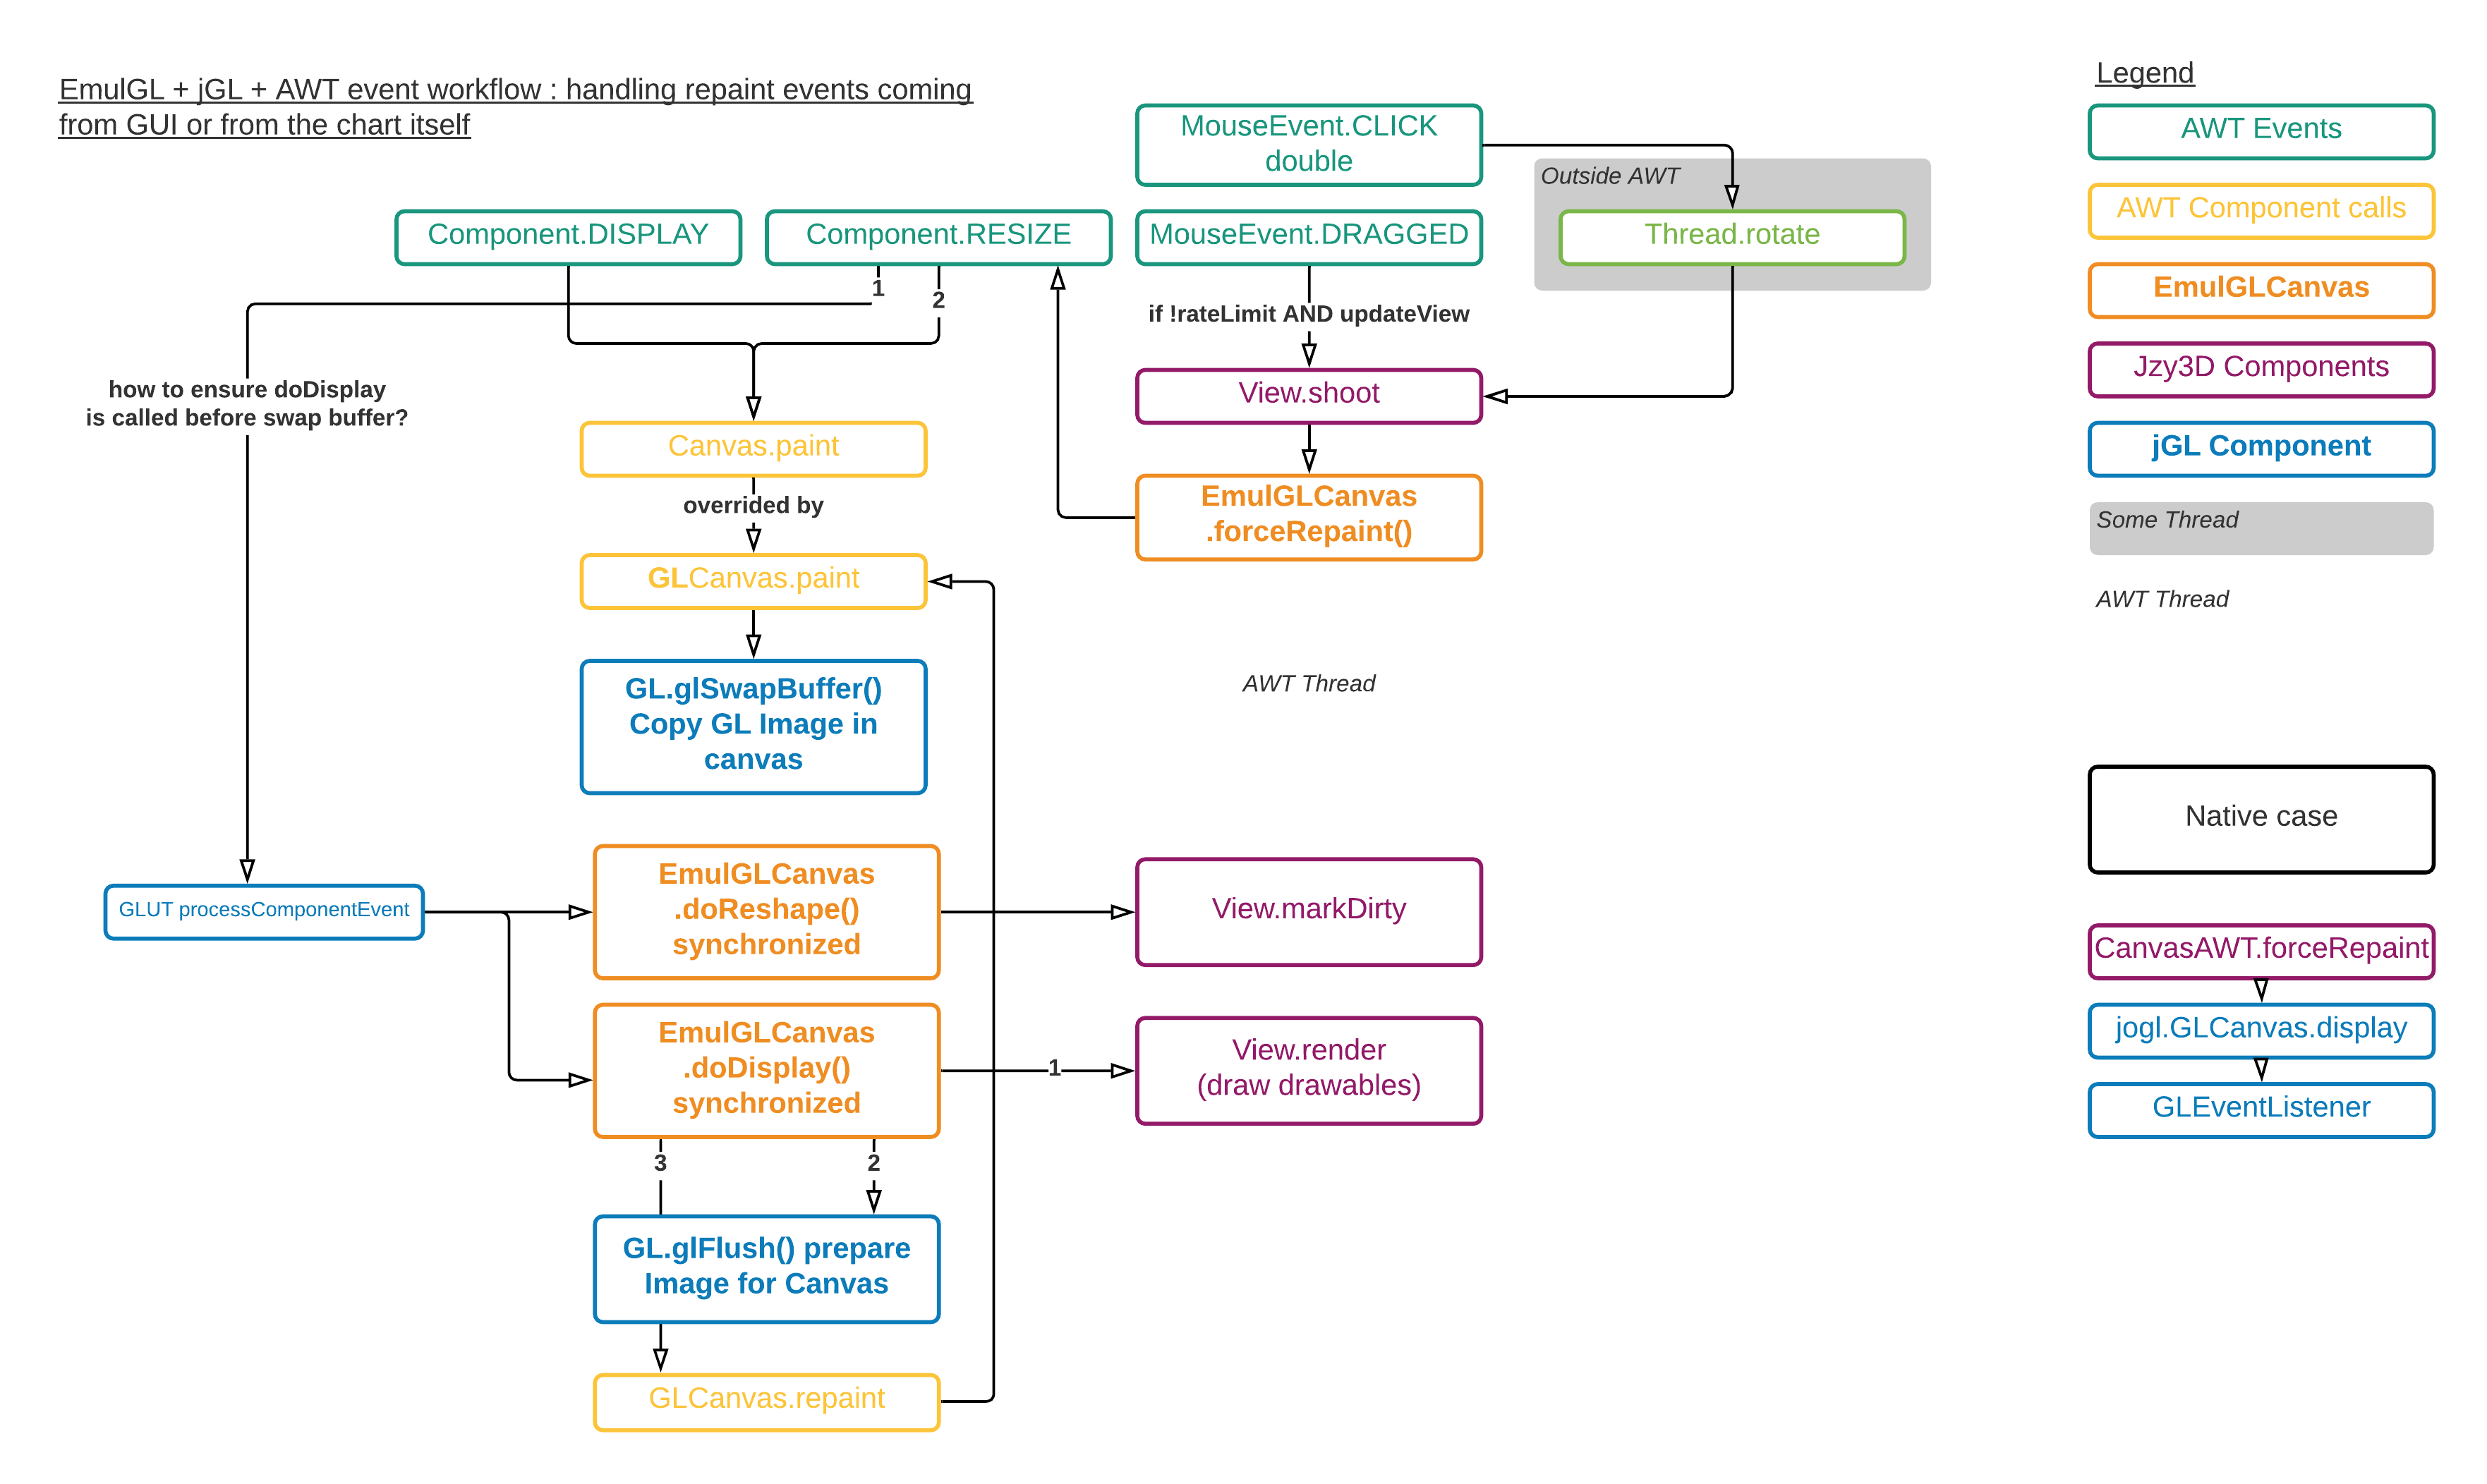 EmulGL + jGL + AWT event workflow : handling repaint events coming
from GUI or from the chart itself
MouseEvent.CLICK
double
Outside AWT
Component.DISPLAY
Component.RESIZE
MouseEvent.DRAGGED
Thread.rotate
1
2
if !rateLimit AND updateView
how to ensure doDisplay
is called before swap buffer?
View.shoot
Canvas.paint
overrided by
EmulGLCanvas
.forceRepaint()
GLCanvas.paint
GL.glSwapBuffer()
Copy GL Image in
canvas
AWT Thread
GLUT processComponentEvent
EmulGLCanvas
.doReshape()
synchronized
View.markDirty
EmulGLCanvas
.doDisplay()
synchronized
1
View.render
(draw drawables)
3
2
GL.glFlush() prepare
Image for Canvas
GLCanvas.repaint
Legend
AWT Events
AWT Component calls
EmulGLCanvas
Jzy3D Components
jGL Component
Some Thread
AWT Thread
Native case
CanvasAWT.forceRepaint
jogl.GLCanvas.display
GLEventListener